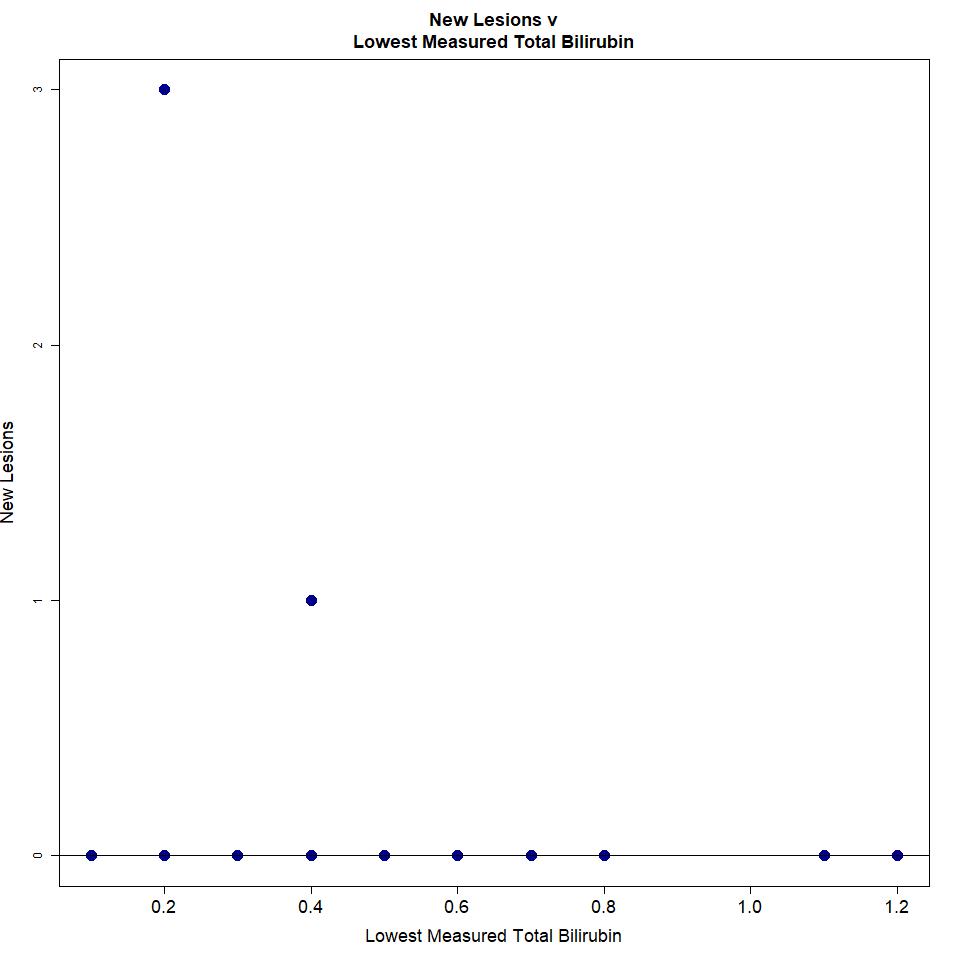 New Lesions v
Lowest Measured Total Bilirubin
3
2
1
0
New Lesions
0.2 0.4 0.6 0.8 1.0 1.2
Lowest Measured Total Bilirubin